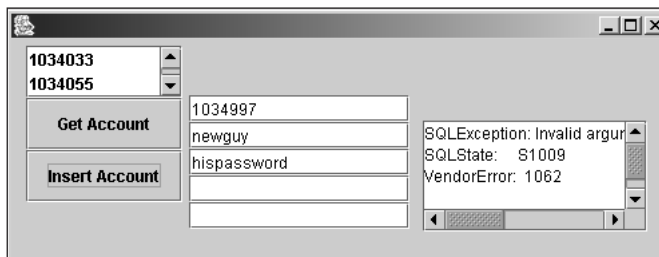 1034033
1034055
Get Account
Insert Account
1034997
newguy
hispassword
SQLException: Invalid argur
SQLState: S1009
VendorError: 1062